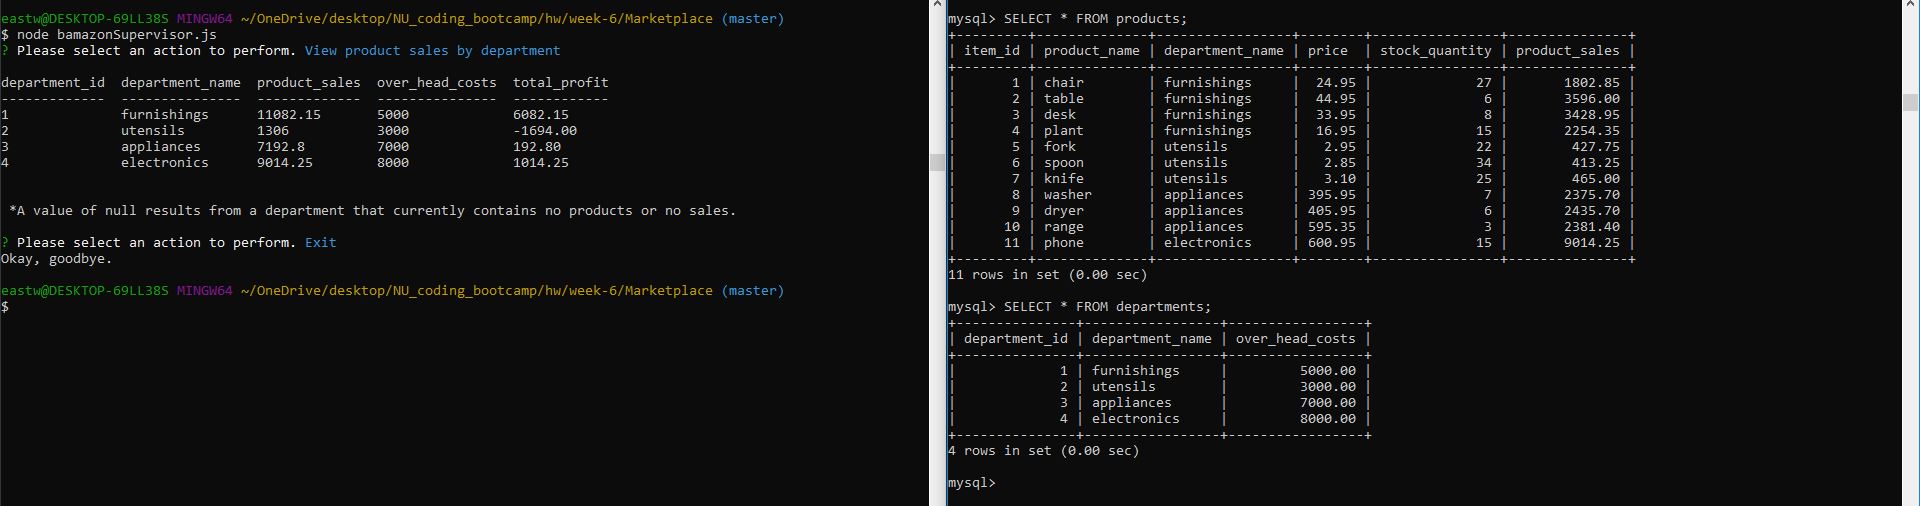 eastw@DESKTOP-69LL38S MINGW64 ~/OneDrive/desktop/NU_coding_bootcamp/hw/week-6/Marketplace (master)
$ node bamazonSupervisor.js
? Please select an action to perform. View product sales by department
department_id  department_name  product_sales  over_head_costs  total_profit
-------------  ---------------  -------------  ---------------  ------------
1              furnishings      11082.15       5000             6082.15
2              utensils         1306           3000             -1694.00
3              appliances       7192.8         7000             192.80
4              electronics      9014.25        8000             1014.25
*A value of null results from a department that currently contains no products or no sales.
? Please select an action to perform. Exit
Okay, goodbye.
eastw@DESKTOP-69LL38S MINGW64 ~/OneDrive/desktop/NU_coding_bootcamp/hw/week-6/Marketplace (master)
$
mysql> SELECT * FROM products;
+---------+--------------+-----------------+--------+----------------+---------------+
| item_id | product_name | department_name | price  | stock_quantity | product_sales |
+---------+--------------+-----------------+--------+----------------+---------------+
|       1 | chair        | furnishings     |  24.95 |             27 |       1802.85 |
|       2 | table        | furnishings     |  44.95 |              6 |       3596.00 |
|       3 | desk         | furnishings     |  33.95 |              8 |       3428.95 |
|       4 | plant        | furnishings     |  16.95 |             15 |       2254.35 |
|       5 | fork         | utensils        |   2.95 |             22 |        427.75 |
|       6 | spoon        | utensils        |   2.85 |             34 |        413.25 |
|       7 | knife        | utensils        |   3.10 |             25 |        465.00 |
|       8 | washer       | appliances      | 395.95 |              7 |       2375.70 |
|       9 | dryer        | appliances      | 405.95 |              6 |       2435.70 |
|      10 | range        | appliances      | 595.35 |              3 |       2381.40 |
|      11 | phone        | electronics     | 600.95 |             15 |       9014.25 |
+---------+--------------+-----------------+--------+----------------+---------------+
11 rows in set (0.00 sec)
mysql> SELECT * FROM departments;
+---------------+-----------------+-----------------+
| department_id | department_name | over_head_costs |
+---------------+-----------------+-----------------+
|             1 | furnishings     |         5000.00 |
|             2 | utensils        |         3000.00 |
|             3 | appliances      |         7000.00 |
|             4 | electronics     |         8000.00 |
+---------------+-----------------+-----------------+
4 rows in set (0.00 sec)
mysql>